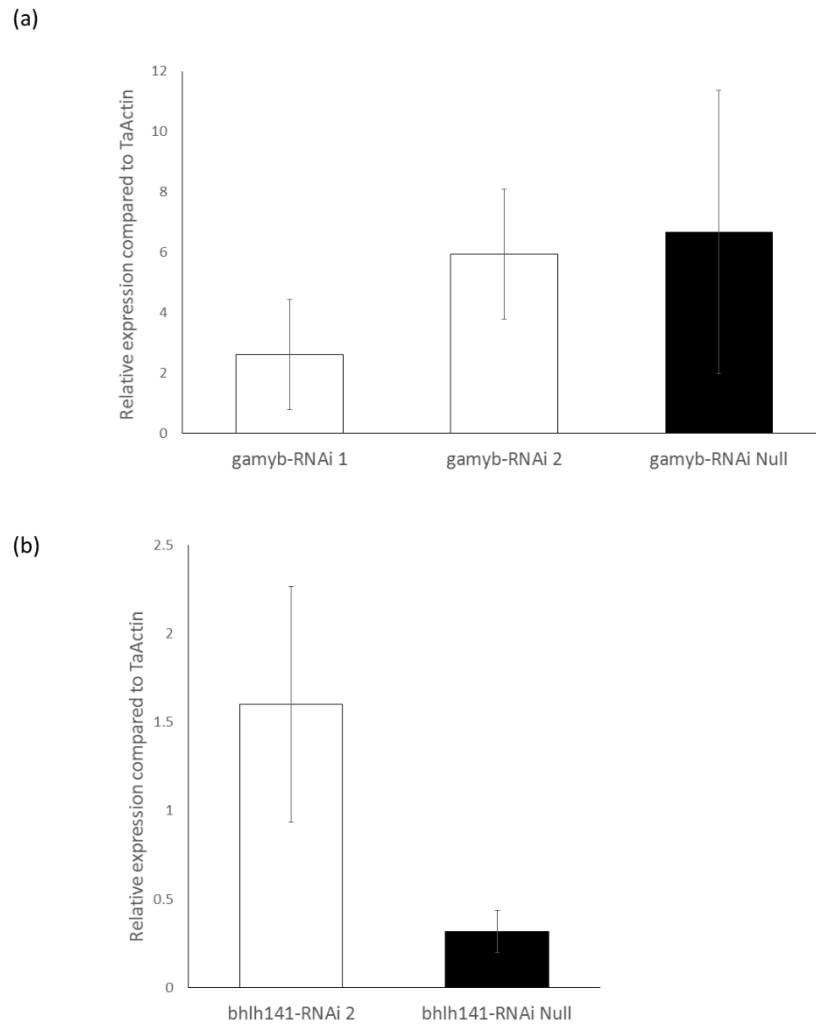 (a)
Relative expression compared to TaActin
12
10
8
6
4
2
0
gamyb-RNAi 1 gamyb-RNAi 2 gamyb-RNAi Null
(b)
Relative expression compared to TaActin
2.5
2
1.5
1
0.5
0
bhlh141-RNAi 2 bhlh141-RNAi Null